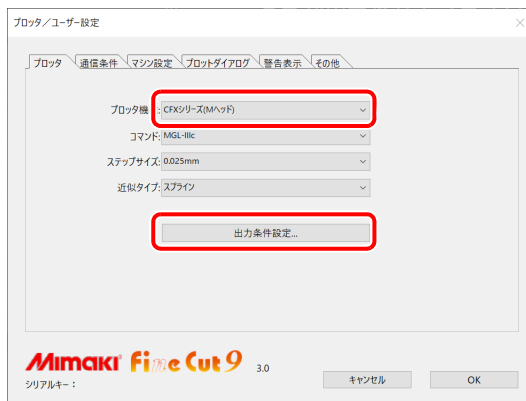 プロッタ／ユーザー設定
プロッタ 通信条件 マシン設定 プロットダイアログ 警告表示 その他
プロッタ機 : CFXシリーズ(Mヘッド)
コマンド: MGL-IIIc
ステップサイズ: 0.025mm
近似タイプ: スプライン
出力条件設定...
Mimaki Fine Cut 9 3.0
シリアルキー：
キャンセル OK